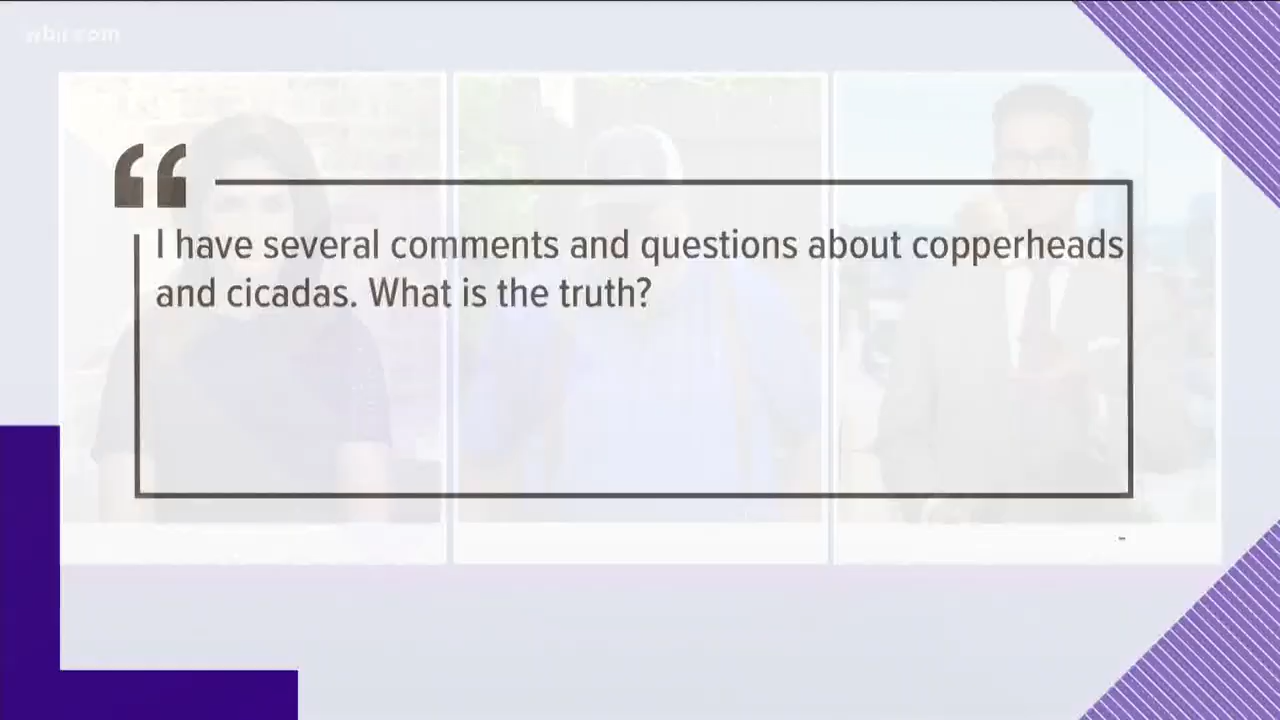 wbir.com
“
I have several comments and questions about copperheads
and cicadas. What is the truth?
-